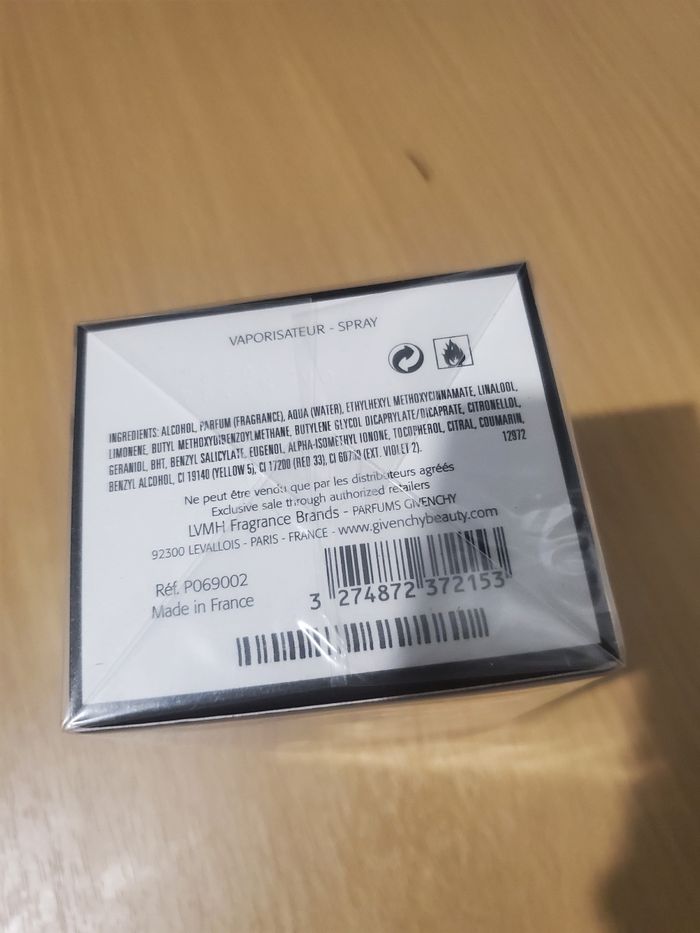 VAPORISATEUR - SPRAY
INGREDIENTS: ALCOHOL, PARFUM (FRAGRANCE), AQUA (WATER), ETHYLHEXYL METHOXYCINNAMATE, LINALOOL,
LIMONENE, BUTYL METHOXYDIBENZOYLMETHANE, BUTYLENE GLYCOL DICAPRYLATE/DICAPRATE, CITRONELLOL,
GERANIOL, BHT, BENZYL SALICYLATE, EUGENOL, ALPHA-ISOMETHYL IONONE, TOCOPHEROL, CITRAL, COUMARIN,
BENZYL ALCOHOL, CI 19140 (YELLOW 5), CI 17200 (RED 33), CI 60730 (EXT. VIOLET 2). 12972
Ne peut être vendu que par les distributeurs agréés
Exclusive sale through authorized retailers
LVMH Fragrance Brands - PARFUMS GIVENCHY
92300 LEVALLOIS - PARIS - FRANCE - www.givenchybeauty.com
Réf. P069002
Made in France
3 274872 372153